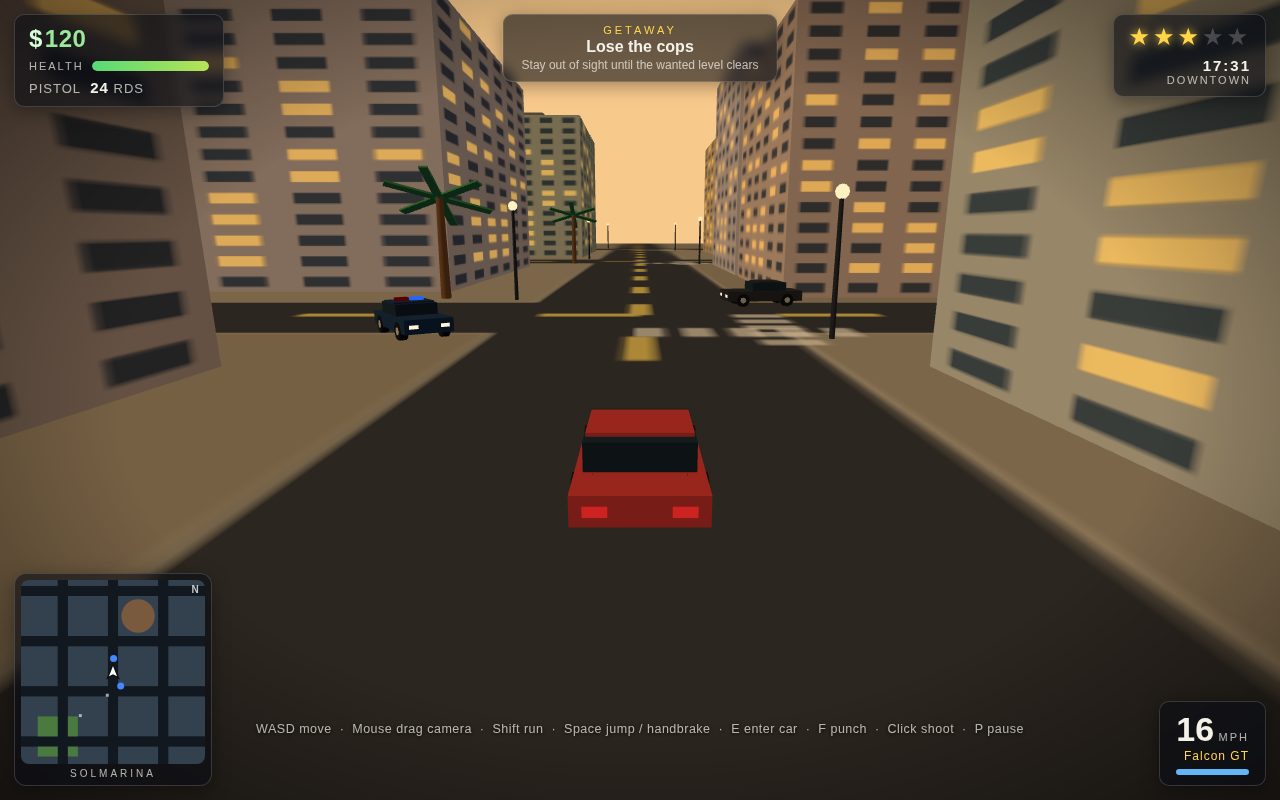 $120
HEALTH
PISTOL 24 RDS
GETAWAY
Lose the cops
Stay out of sight until the wanted level clears
★★★★★
17:31
DOWNTOWN
N
SOLMARINA
WASD move · Mouse drag camera · Shift run · Space jump / handbrake · E enter car · F punch · Click shoot · P pause
16 MPH
Falcon GT